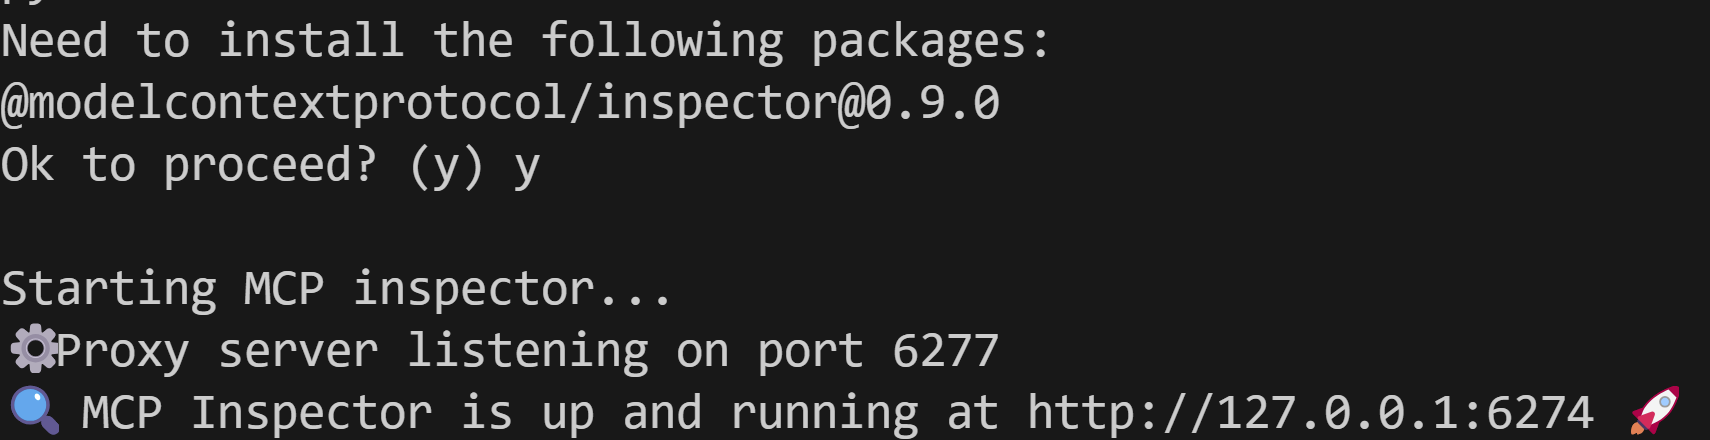 Need to install the following packages:
@modelcontextprotocol/inspector@0.9.0
Ok to proceed? (y) y
Starting MCP inspector...
⚙️Proxy server listening on port 6277
🔍 MCP Inspector is up and running at http://127.0.0.1:6274 🚀